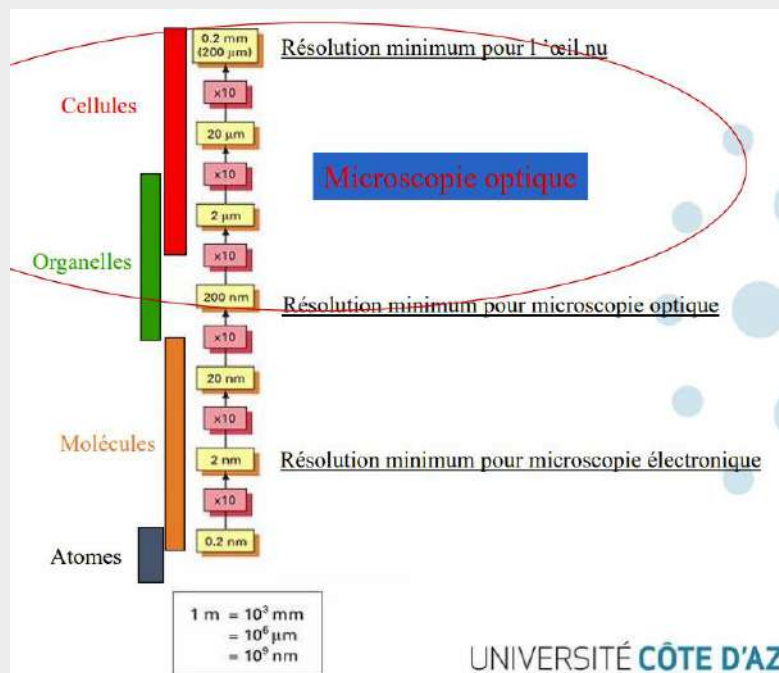 0.2 mm
(200 µm)
Résolution minimum pour l 'œil nu
x10
Cellules
20 µm
x10
Microscopie optique
2 µm
x10
Organelles
200 nm
Résolution minimum pour microscopie optique
x10
20 nm
x10
Molécules
2 nm
Résolution minimum pour microscopie électronique
x10
0.2 nm
Atomes
1 m = 10³ mm
= 10⁶ µm
= 10⁹ nm
UNIVERSITÉ CÔTE D'AZ